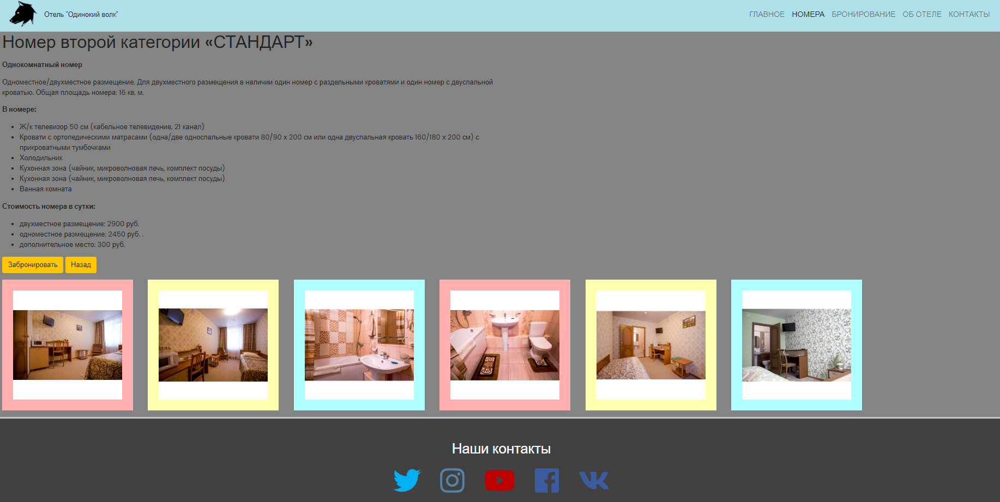 Отель "Одинокий волк"
ГЛАВНОЕ НОМЕРА БРОНИРОВАНИЕ ОБ ОТЕЛЕ КОНТАКТЫ
Номер второй категории «СТАНДАРТ»
Однокомнатный номер
Одноместное/двухместное размещение. Для двухместного размещения в наличии один номер с раздельными кроватями и один номер с двуспальной
кроватью. Общая площадь номера: 16 кв. м.
В номере:
Ж/к телевизор 50 см (кабельное телевидение, 21 канал)
Кровати с ортопедическими матрасами (одна/две односпальные кровати 80/90 х 200 см или одна двуспальная кровать 160/180 х 200 см) с
прикроватными тумбочками
Холодильник
Кухонная зона (чайник, микроволновая печь, комплект посуды)
Кухонная зона (чайник, микроволновая печь, комплект посуды)
Ванная комната
Стоимость номера в сутки:
двухместное размещение: 2900 руб.
одноместное размещение: 2450 руб. .
дополнительное место: 300 руб.
Забронировать Назад
Наши контакты